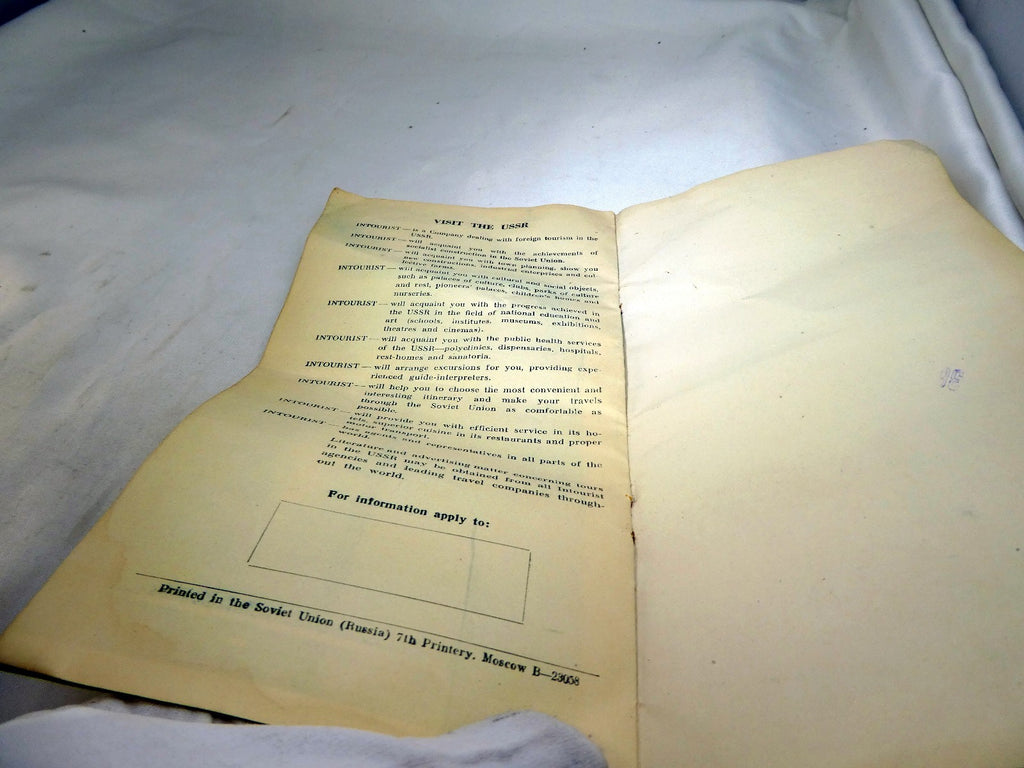 VISIT THE USSR
INTOURIST — is a Company dealing with foreign tourism in the
USSR.
INTOURIST — will acquaint you with the achievements of
socialist construction in the Soviet Union.
INTOURIST — will acquaint you with town planning, show you
new constructions, industrial enterprises and col-
lective farms.
INTOURIST — will acquaint you with cultural and social objects,
such as palaces of culture, clubs, parks of culture
and rest, pioneers' palaces, children's homes and
nurseries.
INTOURIST — will acquaint you with the progress achieved in
the USSR in the field of national education and
art (schools, institutes, museums, exhibitions,
theatres and cinemas).
INTOURIST — will acquaint you with the public health services
of the USSR—polyclinics, dispensaries, hospitals,
rest-homes and sanatoria.
INTOURIST — will arrange excursions for you, providing expe-
rienced guide-interpreters.
INTOURIST — will help you to choose the most convenient and
interesting itinerary and make your travels
through the Soviet Union as comfortable as
possible.
INTOURIST — will provide you with efficient service in its ho-
tels, superior cuisine in its restaurants and proper
motor transport.
INTOURIST — has agents and representatives in all parts of the
world.
Literature and advertising matter concerning tours
in the USSR may be obtained from all Intourist
agencies and leading travel companies through-
out the world.
For information apply to:
Printed in the Soviet Union (Russia) 7th Printery, Moscow B—23058